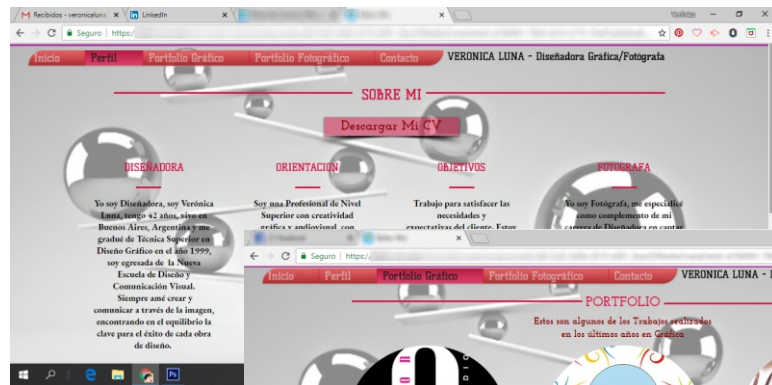 Recibidos - veronicaluna
LinkedIn
Verónica
Seguro https:/
Inicio Perfil Portfolio Gráfico Portfolio Fotográfico Contacto VERONICA LUNA - Diseñadora Gráfica/Fotógrafa
SOBRE MI
Descargar Mi CV
DISEÑADORA
Yo soy Diseñadora, soy Verónica
Luna, tengo 42 años, vivo en
Buenos Aires, Argentina y me
gradué de Técnica Superior en
Diseño Gráfico en el año 1999,
soy egresada de la Nueva
Escuela de Diseño y
Comunicación Visual.
Siempre amé crear y
comunicar a través de la imagen,
encontrando en el equilibrio la
clave para el éxito de cada obra
de diseño.
ORIENTACION
Soy una Profesional de Nivel
Superior con creatividad
gráfica y audiovisual, con
OBJETIVOS
Trabajo para satisfacer las
necesidades y
expectativas del cliente. Estoy
FOTOGRAFA
Yo soy Fotógrafa, me especialicé
como complemento de mi
carrera de Diseñadora en captar
Seguro https:/
Inicio Perfil Portfolio Gráfico Portfolio Fotográfico Contacto VERONICA LUNA -
PORTFOLIO
Estos son algunos de los Trabajos realizados
en los últimos años en Gráfica
Ps